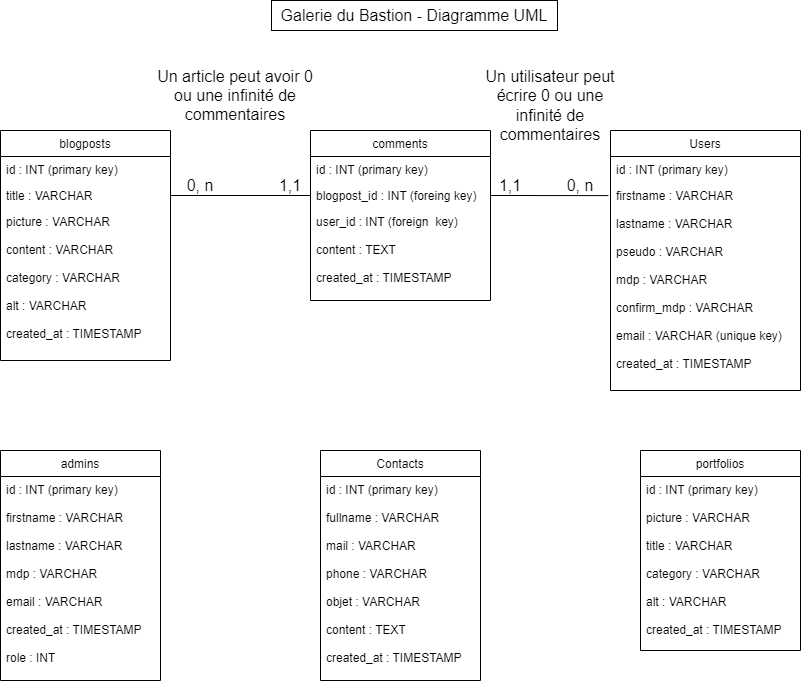 Galerie du Bastion - Diagramme UML
Un article peut avoir 0
ou une infinité de
commentaires
Un utilisateur peut
écrire 0 ou une
infinité de
commentaires
blogposts
id : INT (primary key)
title : VARCHAR
picture : VARCHAR
content : VARCHAR
category : VARCHAR
alt : VARCHAR
created_at : TIMESTAMP
0, n
1,1
comments
id : INT (primary key)
blogpost_id : INT (foreing key)
user_id : INT (foreign  key)
content : TEXT
created_at : TIMESTAMP
1,1
0, n
Users
id : INT (primary key)
firstname : VARCHAR
lastname : VARCHAR
pseudo : VARCHAR
mdp : VARCHAR
confirm_mdp : VARCHAR
email : VARCHAR (unique key)
created_at : TIMESTAMP
admins
id : INT (primary key)
firstname : VARCHAR
lastname : VARCHAR
mdp : VARCHAR
email : VARCHAR
created_at : TIMESTAMP
role : INT
Contacts
id : INT (primary key)
fullname : VARCHAR
mail : VARCHAR
phone : VARCHAR
objet : VARCHAR
content : TEXT
created_at : TIMESTAMP
portfolios
id : INT (primary key)
picture : VARCHAR
title : VARCHAR
category : VARCHAR
alt : VARCHAR
created_at : TIMESTAMP